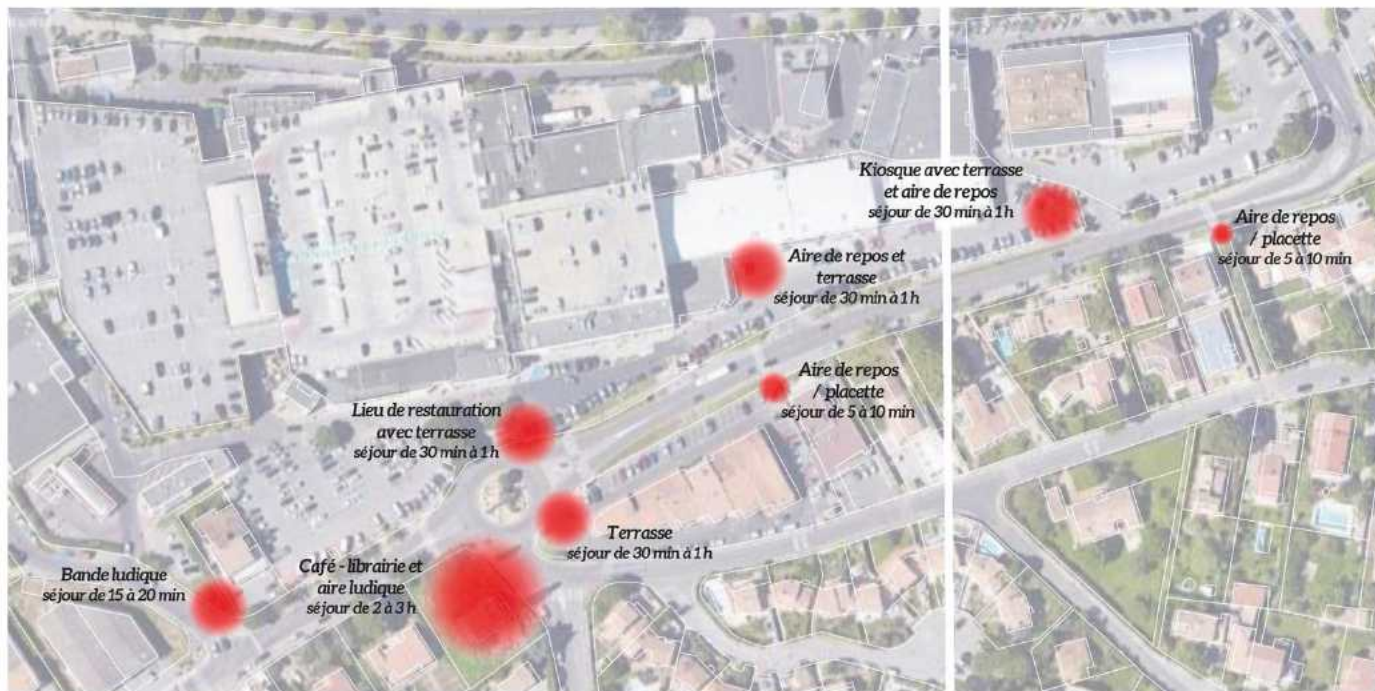 Kiosque avec terrasse
et aire de repos
séjour de 30 min à 1 h
Aire de repos
/ placette
séjour de 5 à 10 min
Aire de repos et
terrasse
séjour de 30 min à 1 h
Aire de repos
/ placette
séjour de 5 à 10 min
Lieu de restauration
avec terrasse
séjour de 30 min à 1 h
Terrasse
séjour de 30 min à 1 h
Café - librairie et
aire ludique
séjour de 2 à 3 h
Bande ludique
séjour de 15 à 20 min